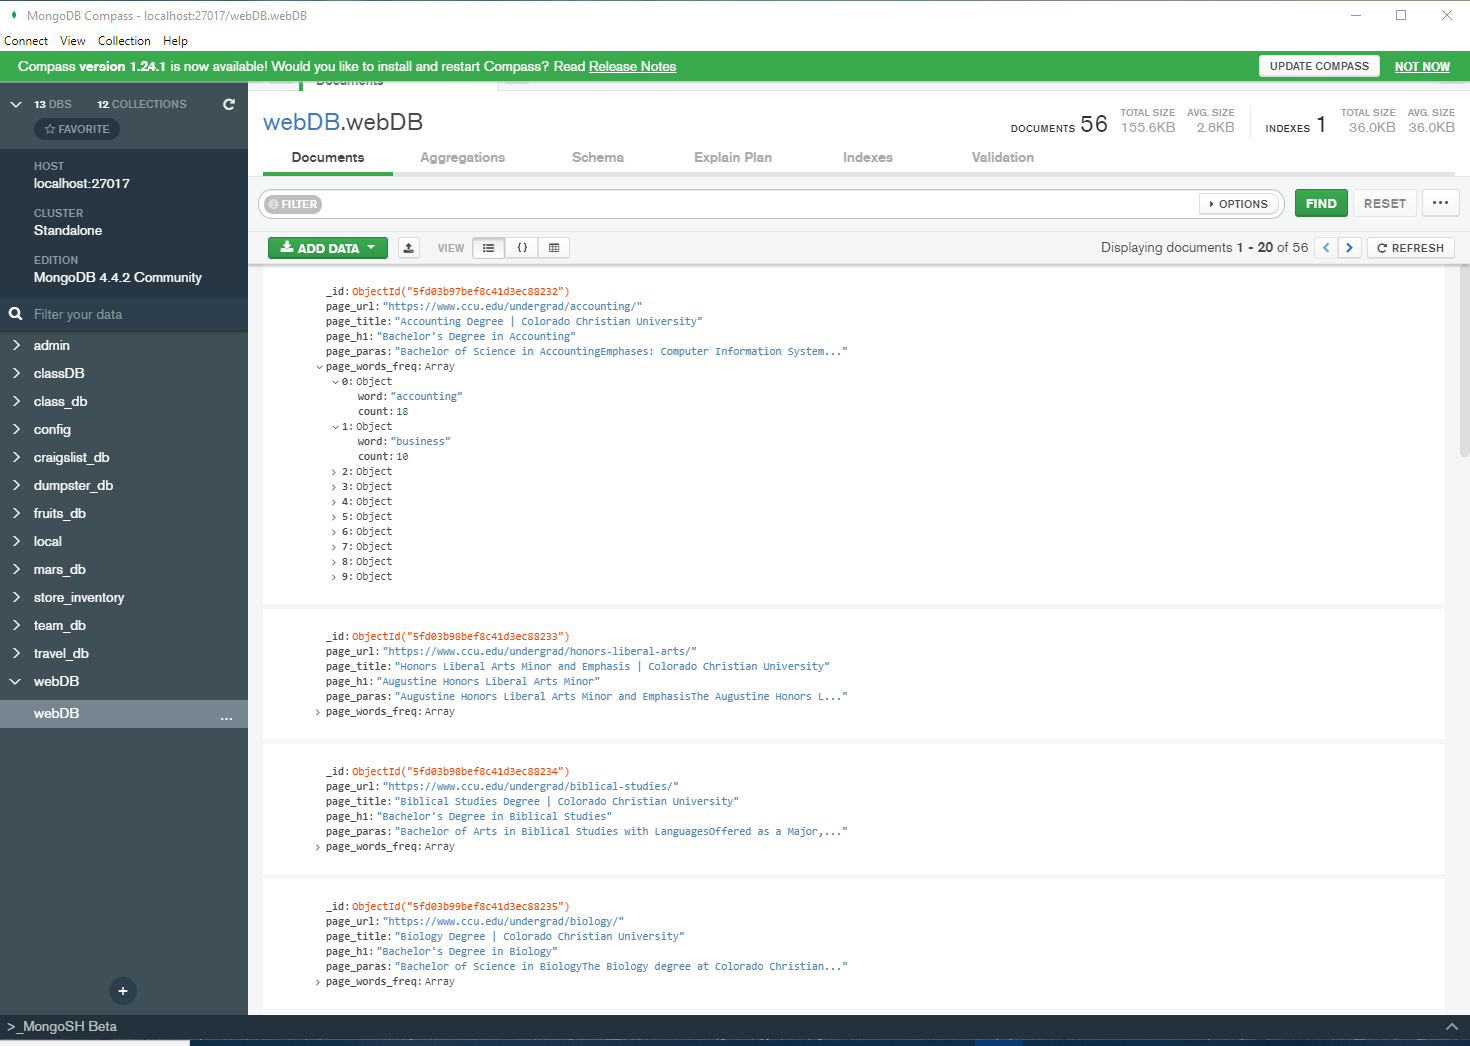 MongoDB Compass - localhost:27017/webDB.webDB
Connect View Collection Help
Compass version 1.24.1 is now available! Would you like to install and restart Compass? Read Release Notes
UPDATE COMPASS NOT NOW
Documents
13 DBS 12 COLLECTIONS
FAVORITE
HOST
localhost:27017
CLUSTER
Standalone
EDITION
MongoDB 4.4.2 Community
Filter your data
admin
classDB
class_db
config
craigslist_db
dumpster_db
fruits_db
local
mars_db
store_inventory
team_db
travel_db
webDB
webDB ...
+
webDB.webDB
DOCUMENTS 56 TOTAL SIZE 155.6KB AVG. SIZE 2.8KB INDEXES 1 TOTAL SIZE 36.0KB AVG. SIZE 36.0KB
Documents Aggregations Schema Explain Plan Indexes Validation
FILTER OPTIONS FIND RESET ...
ADD DATA VIEW {} Displaying documents 1 - 20 of 56 < > REFRESH
_id: ObjectId("5fd03b97bef8c41d3ec88232")
page_url: "https://www.ccu.edu/undergrad/accounting/"
page_title: "Accounting Degree | Colorado Christian University"
page_h1: "Bachelor's Degree in Accounting"
page_paras: "Bachelor of Science in AccountingEmphases: Computer Information System..."
page_words_freq: Array
0: Object
word: "accounting"
count: 18
1: Object
word: "business"
count: 10
2: Object
3: Object
4: Object
5: Object
6: Object
7: Object
8: Object
9: Object
_id: ObjectId("5fd03b98bef8c41d3ec88233")
page_url: "https://www.ccu.edu/undergrad/honors-liberal-arts/"
page_title: "Honors Liberal Arts Minor and Emphasis | Colorado Christian University"
page_h1: "Augustine Honors Liberal Arts Minor"
page_paras: "Augustine Honors Liberal Arts Minor and EmphasisThe Augustine Honors L..."
page_words_freq: Array
_id: ObjectId("5fd03b98bef8c41d3ec88234")
page_url: "https://www.ccu.edu/undergrad/biblical-studies/"
page_title: "Biblical Studies Degree | Colorado Christian University"
page_h1: "Bachelor's Degree in Biblical Studies"
page_paras: "Bachelor of Arts in Biblical Studies with LanguagesOffered as a Major,..."
page_words_freq: Array
_id: ObjectId("5fd03b99bef8c41d3ec88235")
page_url: "https://www.ccu.edu/undergrad/biology/"
page_title: "Biology Degree | Colorado Christian University"
page_h1: "Bachelor's Degree in Biology"
page_paras: "Bachelor of Science in BiologyThe Biology degree at Colorado Christian..."
page_words_freq: Array
>_MongoSH Beta